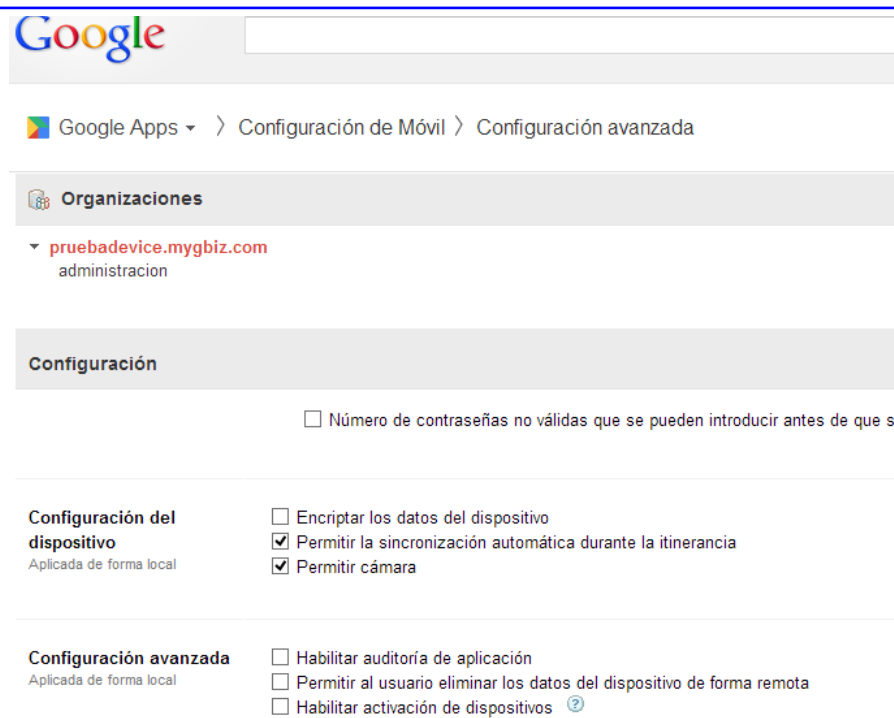 Google
Google Apps 〉 Configuración de Móvil 〉 Configuración avanzada
Organizaciones
pruebadevice.mygbiz.com
administracion
Configuración
Número de contraseñas no válidas que se pueden introducir antes de que s
Configuración del
dispositivo
Aplicada de forma local
Encriptar los datos del dispositivo
Permitir la sincronización automática durante la itinerancia
Permitir cámara
Configuración avanzada
Aplicada de forma local
Habilitar auditoría de aplicación
Permitir al usuario eliminar los datos del dispositivo de forma remota
Habilitar activación de dispositivos ?